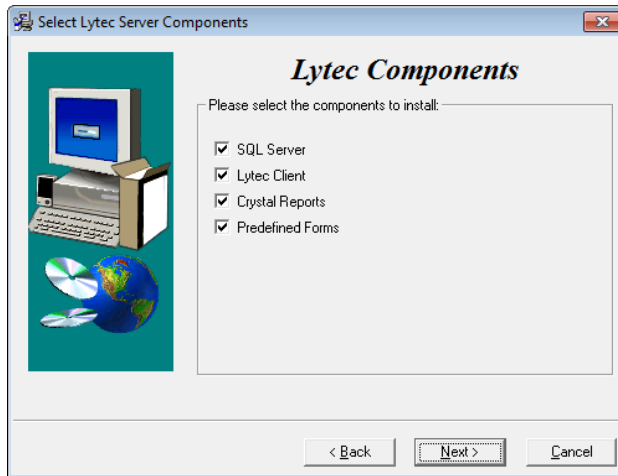 Select Lytec Server Components
Lytec Components
Please select the components to install:
SQL Server
Lytec Client
Crystal Reports
Predefined Forms
< Back
Next >
Cancel